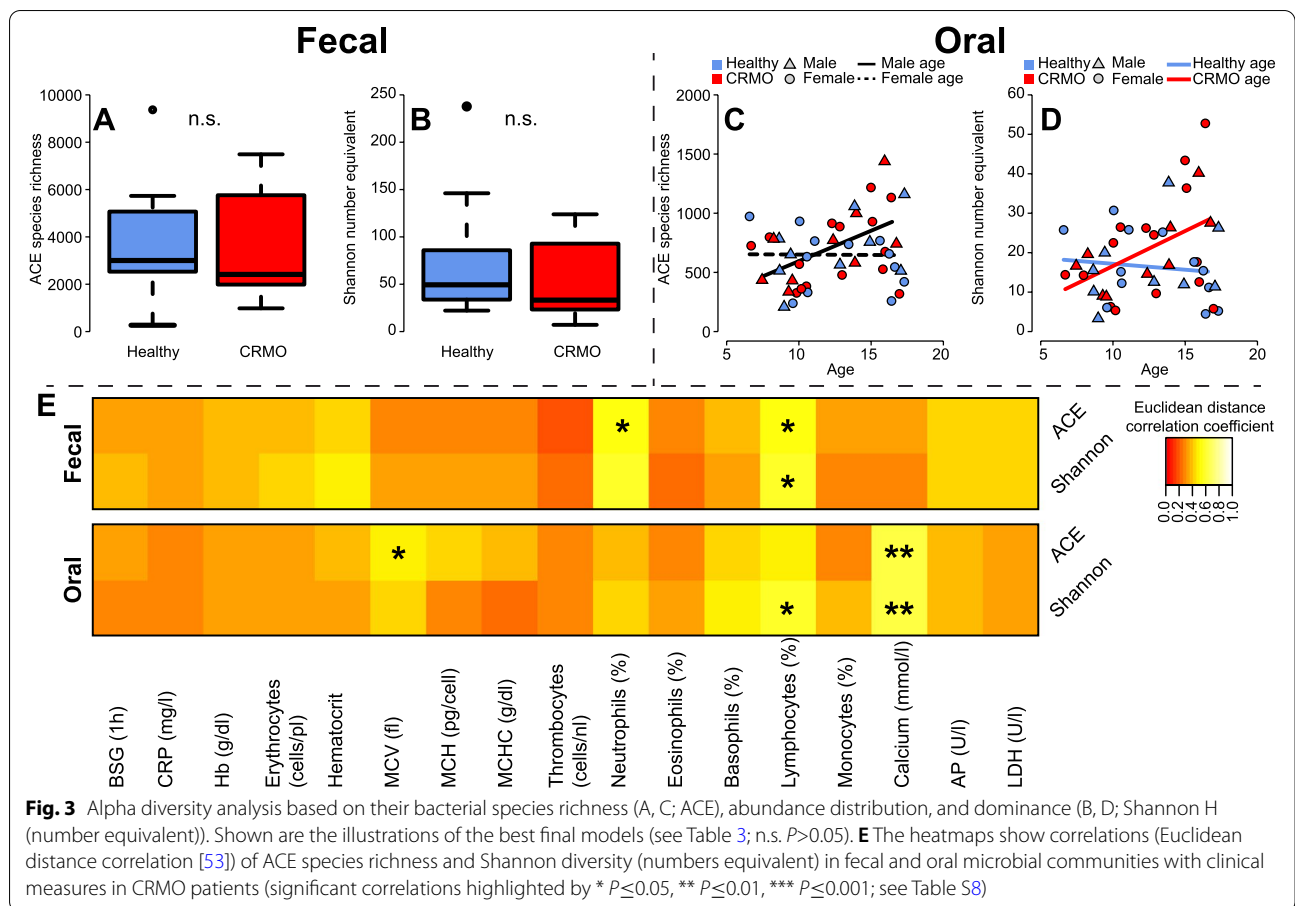 Fecal
Oral
A
n.s.
ACE species richness
10000
8000
6000
4000
2000
0
Healthy
CRMO
B
n.s.
Shannon number equivalent
250
200
150
100
50
0
Healthy
CRMO
Healthy Male Male age
CRMO Female Female age
C
ACE species richness
2000
1500
1000
500
0
5 10 15 20
Age
Healthy Male Healthy age
CRMO Female CRMO age
D
Shannon number equivalent
60
50
40
30
20
10
0
5 10 15 20
Age
E
Fecal
* *
*
ACE
Shannon
Oral
* **
* **
ACE
Shannon
Euclidean distance
correlation coefficient
0.0
0.2
0.4
0.6
0.8
1.0
BSG (1h)
CRP (mg/l)
Hb (g/dl)
Erythrocytes
(cells/pl)
Hematocrit
MCV (fl)
MCH (pg/cell)
MCHC (g/dl)
Thrombocytes
(cells/nl)
Neutrophils (%)
Eosinophils (%)
Basophils (%)
Lymphocytes (%)
Monocytes (%)
Calcium (mmol/l)
AP (U/l)
LDH (U/l)
Fig. 3 Alpha diversity analysis based on their bacterial species richness (A, C; ACE), abundance distribution, and dominance (B, D; Shannon H
(number equivalent)). Shown are the illustrations of the best final models (see Table 3; n.s. P>0.05). E The heatmaps show correlations (Euclidean
distance correlation [53]) of ACE species richness and Shannon diversity (numbers equivalent) in fecal and oral microbial communities with clinical
measures in CRMO patients (significant correlations highlighted by * P≤0.05, ** P≤0.01, *** P≤0.001; see Table S8)